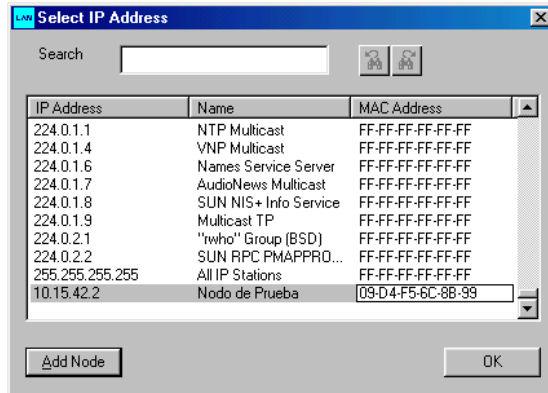 LAN Select IP Address
Search
IP Address Name MAC Address
224.0.1.1 NTP Multicast FF-FF-FF-FF-FF-FF
224.0.1.4 VNP Multicast FF-FF-FF-FF-FF-FF
224.0.1.6 Names Service Server FF-FF-FF-FF-FF-FF
224.0.1.7 AudioNews Multicast FF-FF-FF-FF-FF-FF
224.0.1.8 SUN NIS+ Info Service FF-FF-FF-FF-FF-FF
224.0.1.9 Multicast TP FF-FF-FF-FF-FF-FF
224.0.2.1 "rwho" Group (BSD) FF-FF-FF-FF-FF-FF
224.0.2.2 SUN RPC PMAPPRO... FF-FF-FF-FF-FF-FF
255.255.255.255 All IP Stations FF-FF-FF-FF-FF-FF
10.15.42.2 Nodo de Prueba 09-D4-F5-6C-8B-99
Add Node OK